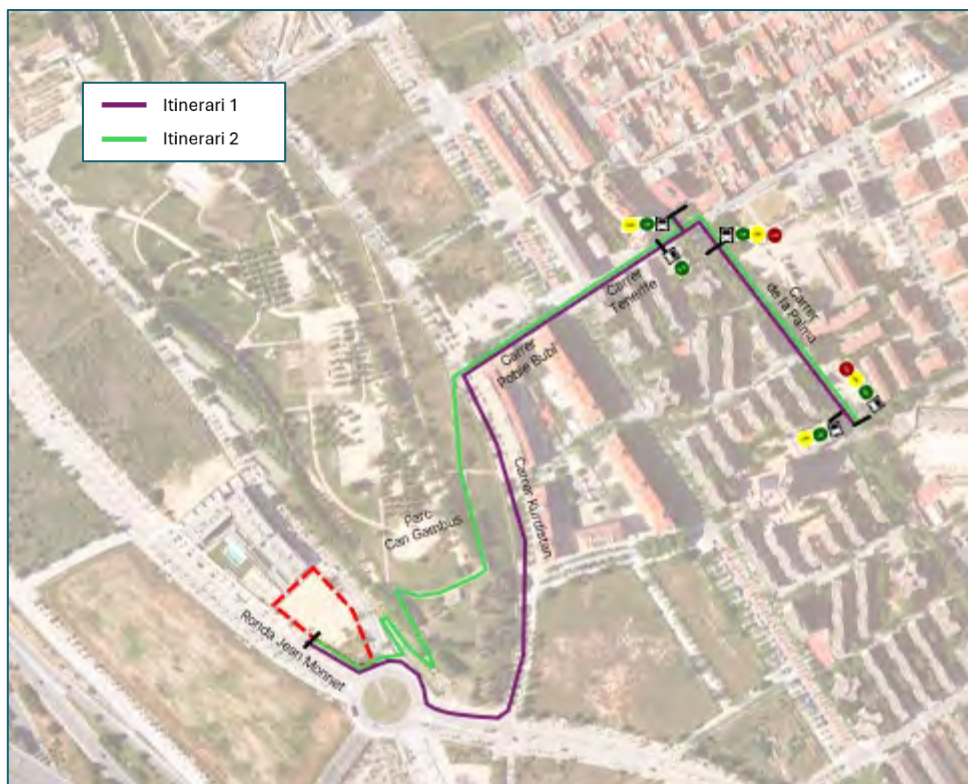 Itinerari 1
Itinerari 2
Carrer
Tenerife
Carrer
de la Palma
Carrer
Poble Bubi
Carrer Kurdistan
Parc
Can Gambus
Ronda Jean Monnet